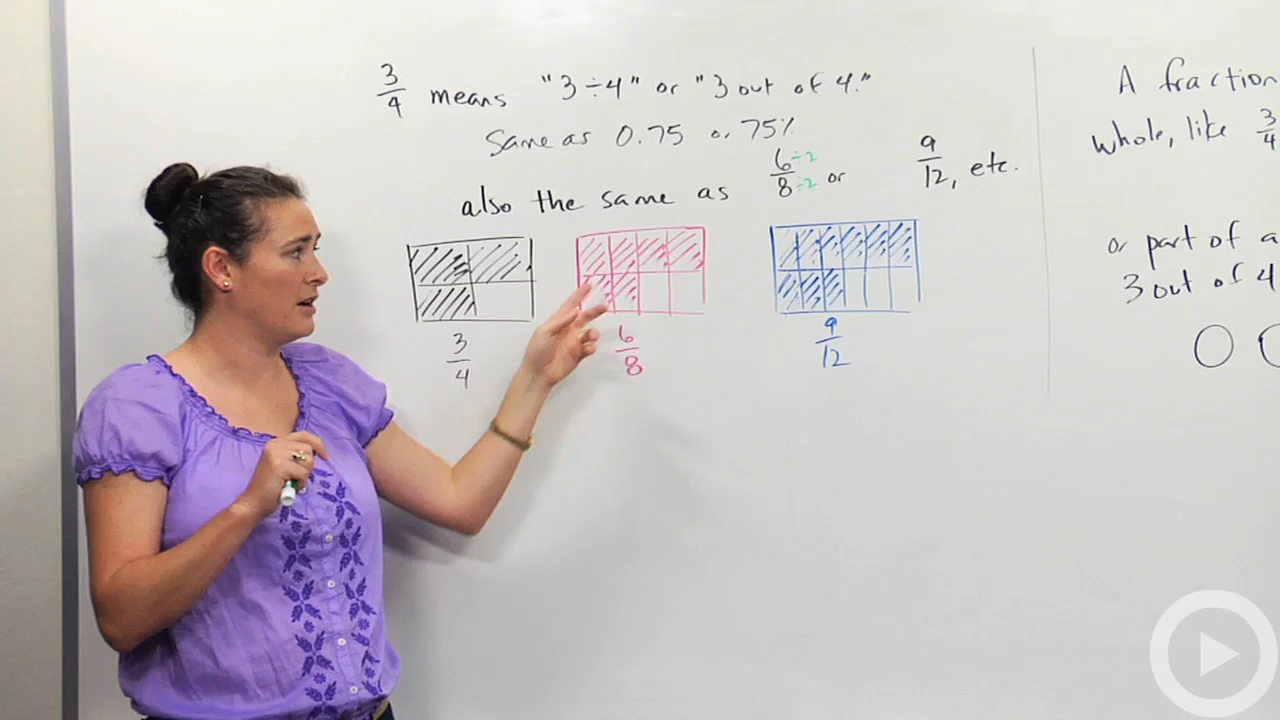 3/4 means "3 ÷ 4" or "3 out of 4."
Same as 0.75 or 75%
also the same as 6/8 ÷2/÷2 or 9/12, etc.
3/4
6/8
9/12
A fraction
whole, like 3/4
or part of a
3 out of 4